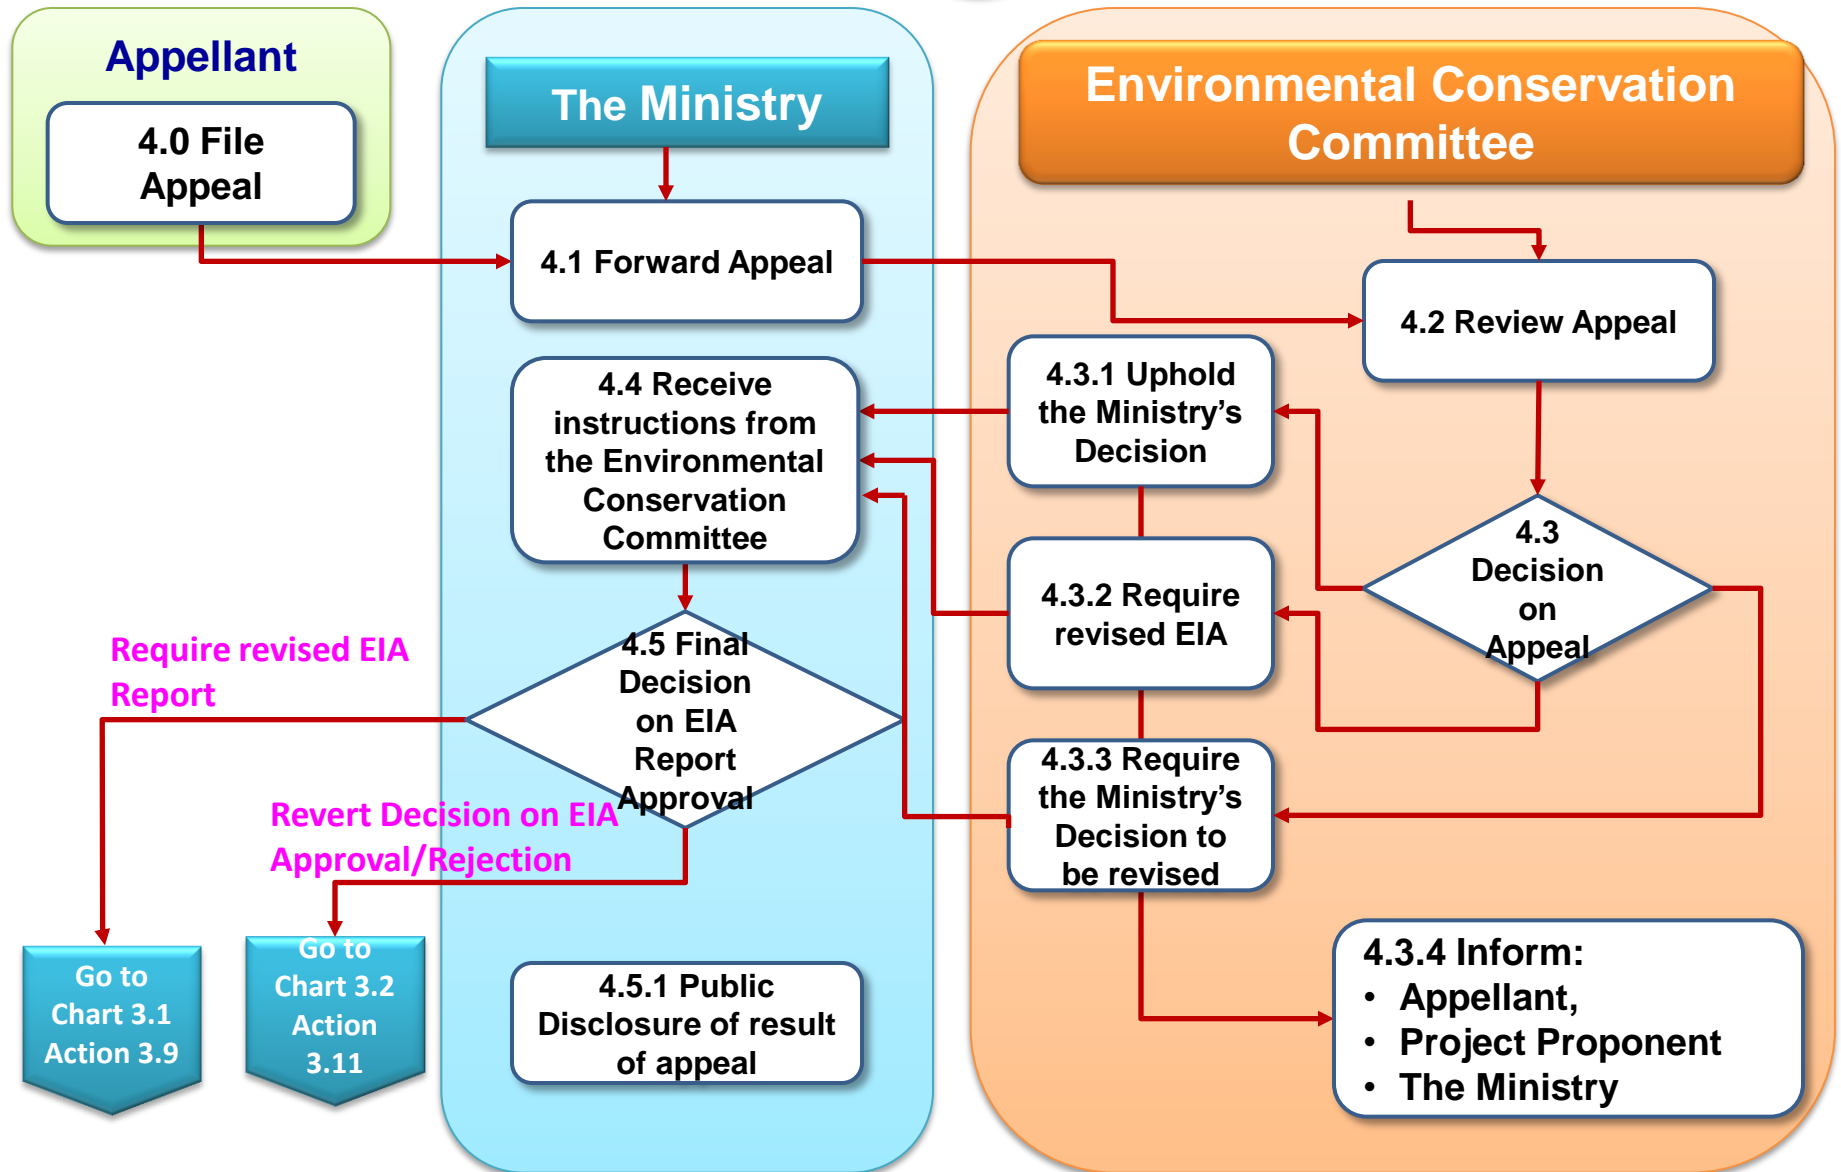 Appellant
4.0 File
Appeal
The Ministry
4.1 Forward Appeal
4.4 Receive
instructions from
the Environmental
Conservation
Committee
4.5 Final
Decision
on EIA
Report
Approval
Require revised EIA
Report
Revert Decision on EIA
Approval/Rejection
Go to
Chart 3.1
Action 3.9
Go to
Chart 3.2
Action
3.11
4.5.1 Public
Disclosure of result
of appeal
Environmental Conservation
Committee
4.2 Review Appeal
4.3
Decision
on
Appeal
4.3.1 Uphold
the Ministry’s
Decision
4.3.2 Require
revised EIA
4.3.3 Require
the Ministry’s
Decision to
be revised
4.3.4 Inform:
• Appellant,
• Project Proponent
• The Ministry